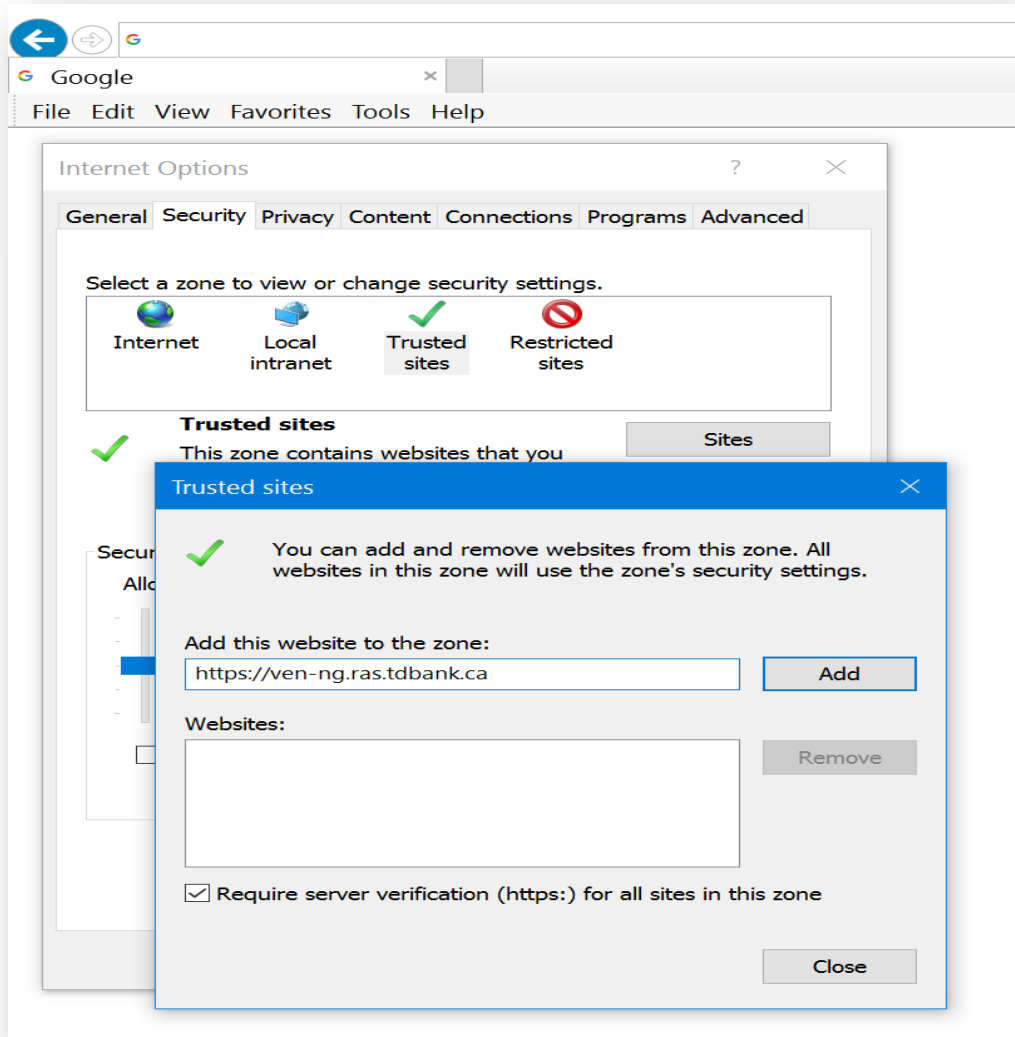 Google
File Edit View Favorites Tools Help
Internet Options ?
General Security Privacy Content Connections Programs Advanced
Select a zone to view or change security settings.
Internet
Local
intranet
Trusted
sites
Restricted
sites
Trusted sites
This zone contains websites that you
Sites
Trusted sites
You can add and remove websites from this zone. All
websites in this zone will use the zone's security settings.
Secur
Allo
Add this website to the zone:
https://ven-ng.ras.tdbank.ca
Add
Websites:
Remove
Require server verification (https:) for all sites in this zone
Close